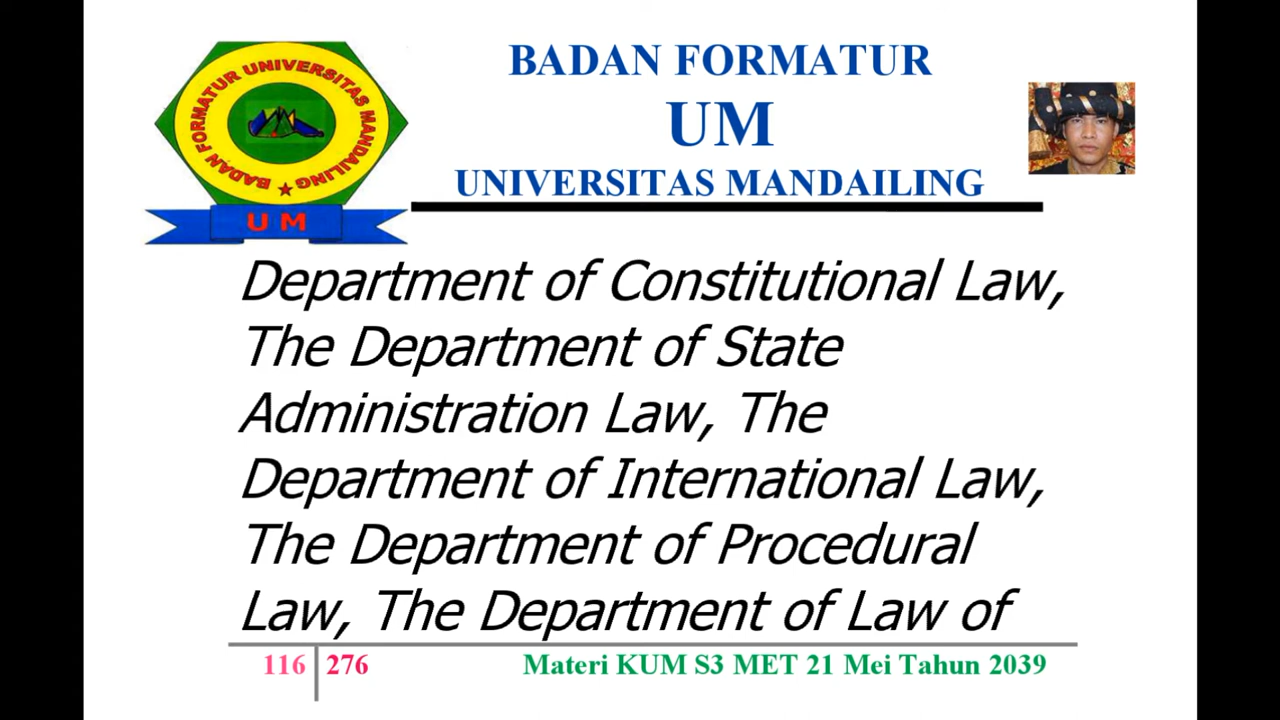 BADAN FORMATUR UNIVERSITAS MANDAILING
U M
BADAN FORMATUR
UM
UNIVERSITAS MANDAILING
Department of Constitutional Law,
The Department of State
Administration Law, The
Department of International Law,
The Department of Procedural
Law, The Department of Law of
116 276 Materi KUM S3 MET 21 Mei Tahun 2039